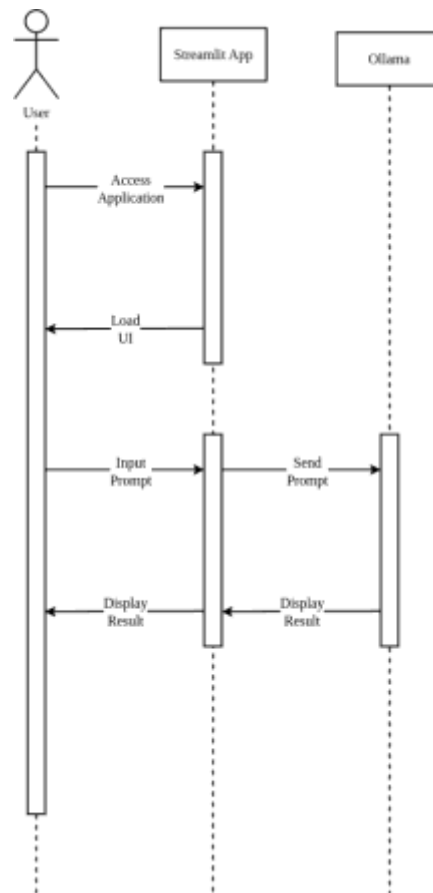 Streamlit App
Ollama
User
Access
Application
Load
UI
Input
Prompt
Send
Prompt
Display
Result
Display
Result